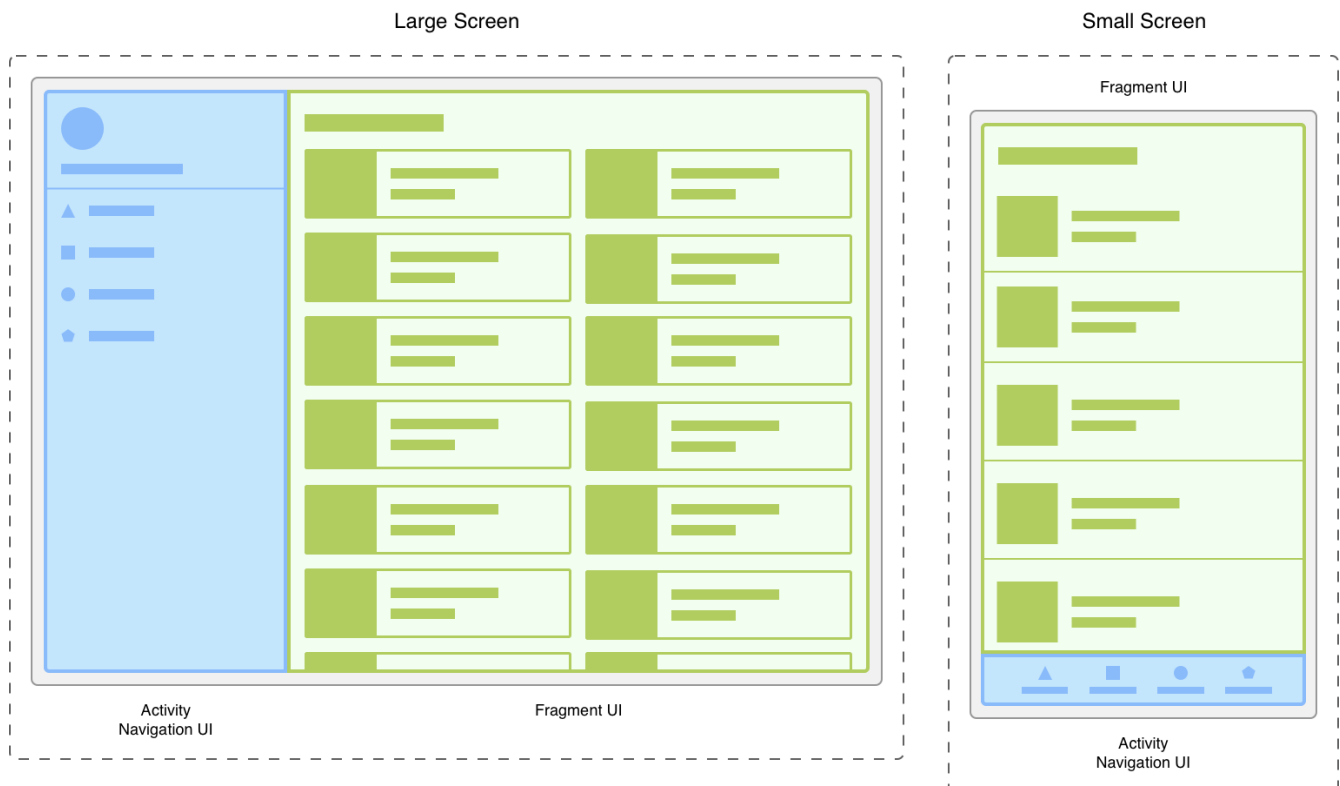 Large Screen
Activity
Navigation UI
Fragment UI
Small Screen
Fragment UI
Activity
Navigation UI